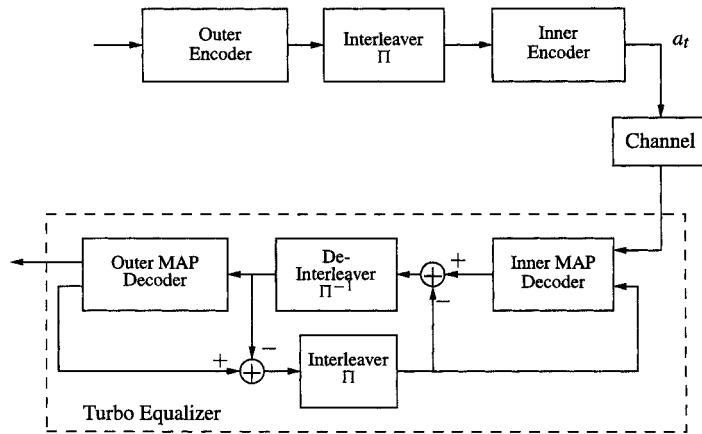 Outer
Encoder
Interleaver
Π
Inner
Encoder
a_t
Channel
Outer MAP
Decoder
De-
Interleaver
Π⁻¹
+
−
Inner MAP
Decoder
+
−
Interleaver
Π
Turbo Equalizer